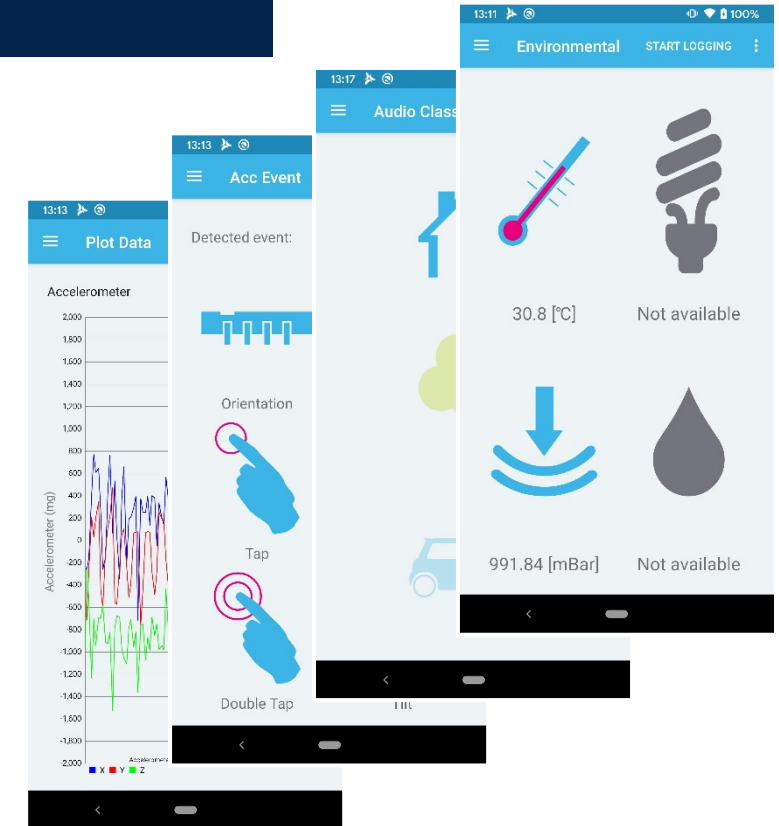 13:11 100%
Environmental START LOGGING
30.8 [°C] Not available
991.84 [mBar] Not available
13:17
Audio Class
13:13
Acc Event
Detected event:
Orientation
Tap
Double Tap
13:13
Plot Data
Accelerometer
2,000
1,800
1,600
1,400
1,200
1,000
800
600
400
200
0
-200
-400
-600
-800
-1,000
-1,200
-1,400
-1,600
-1,800
-2,000
Accelerometer (mg)
X Y Z